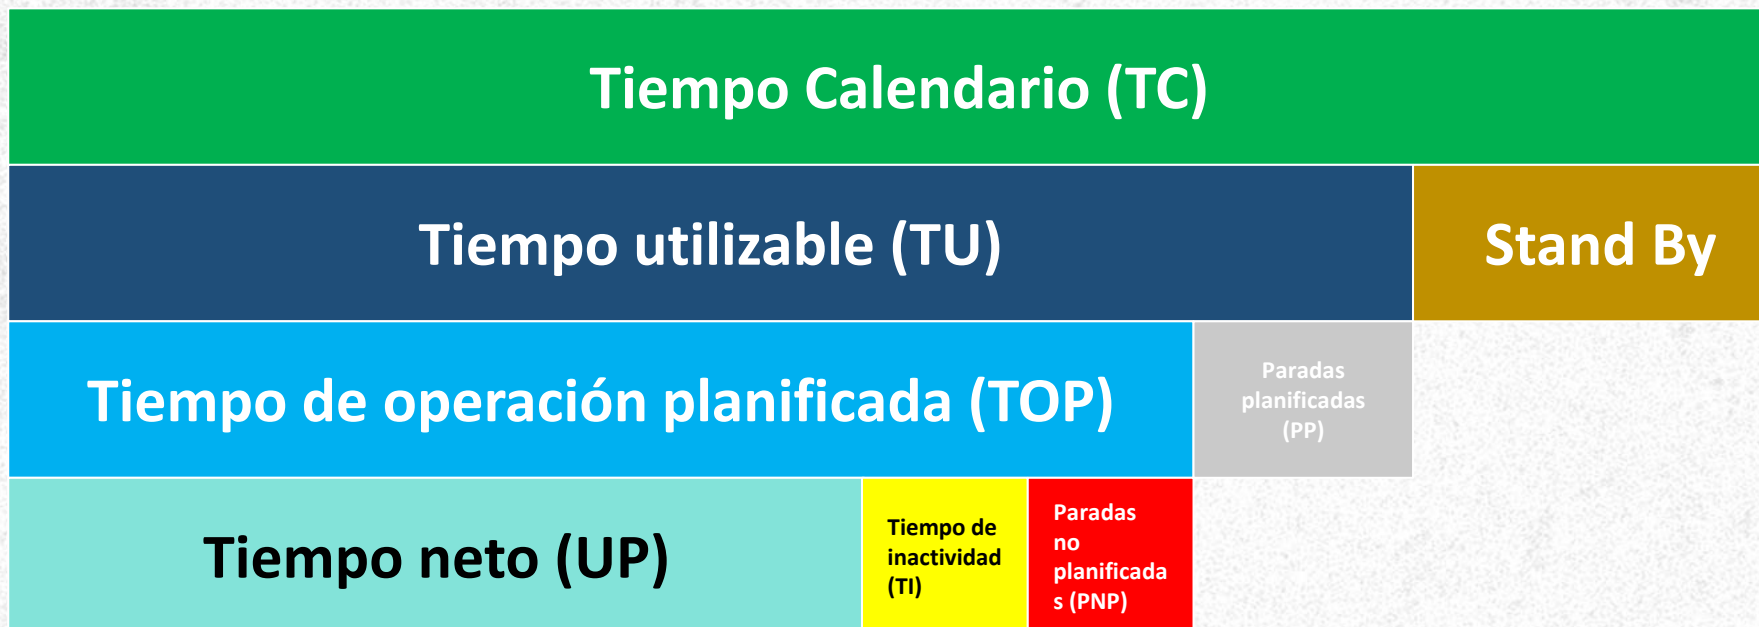 Tiempo Calendario (TC)
Tiempo utilizable (TU)
Stand By
Tiempo de operación planificada (TOP)
Paradas
planificadas
(PP)
Tiempo neto (UP)
Tiempo de
inactividad
(TI)
Paradas
no
planificada
s (PNP)